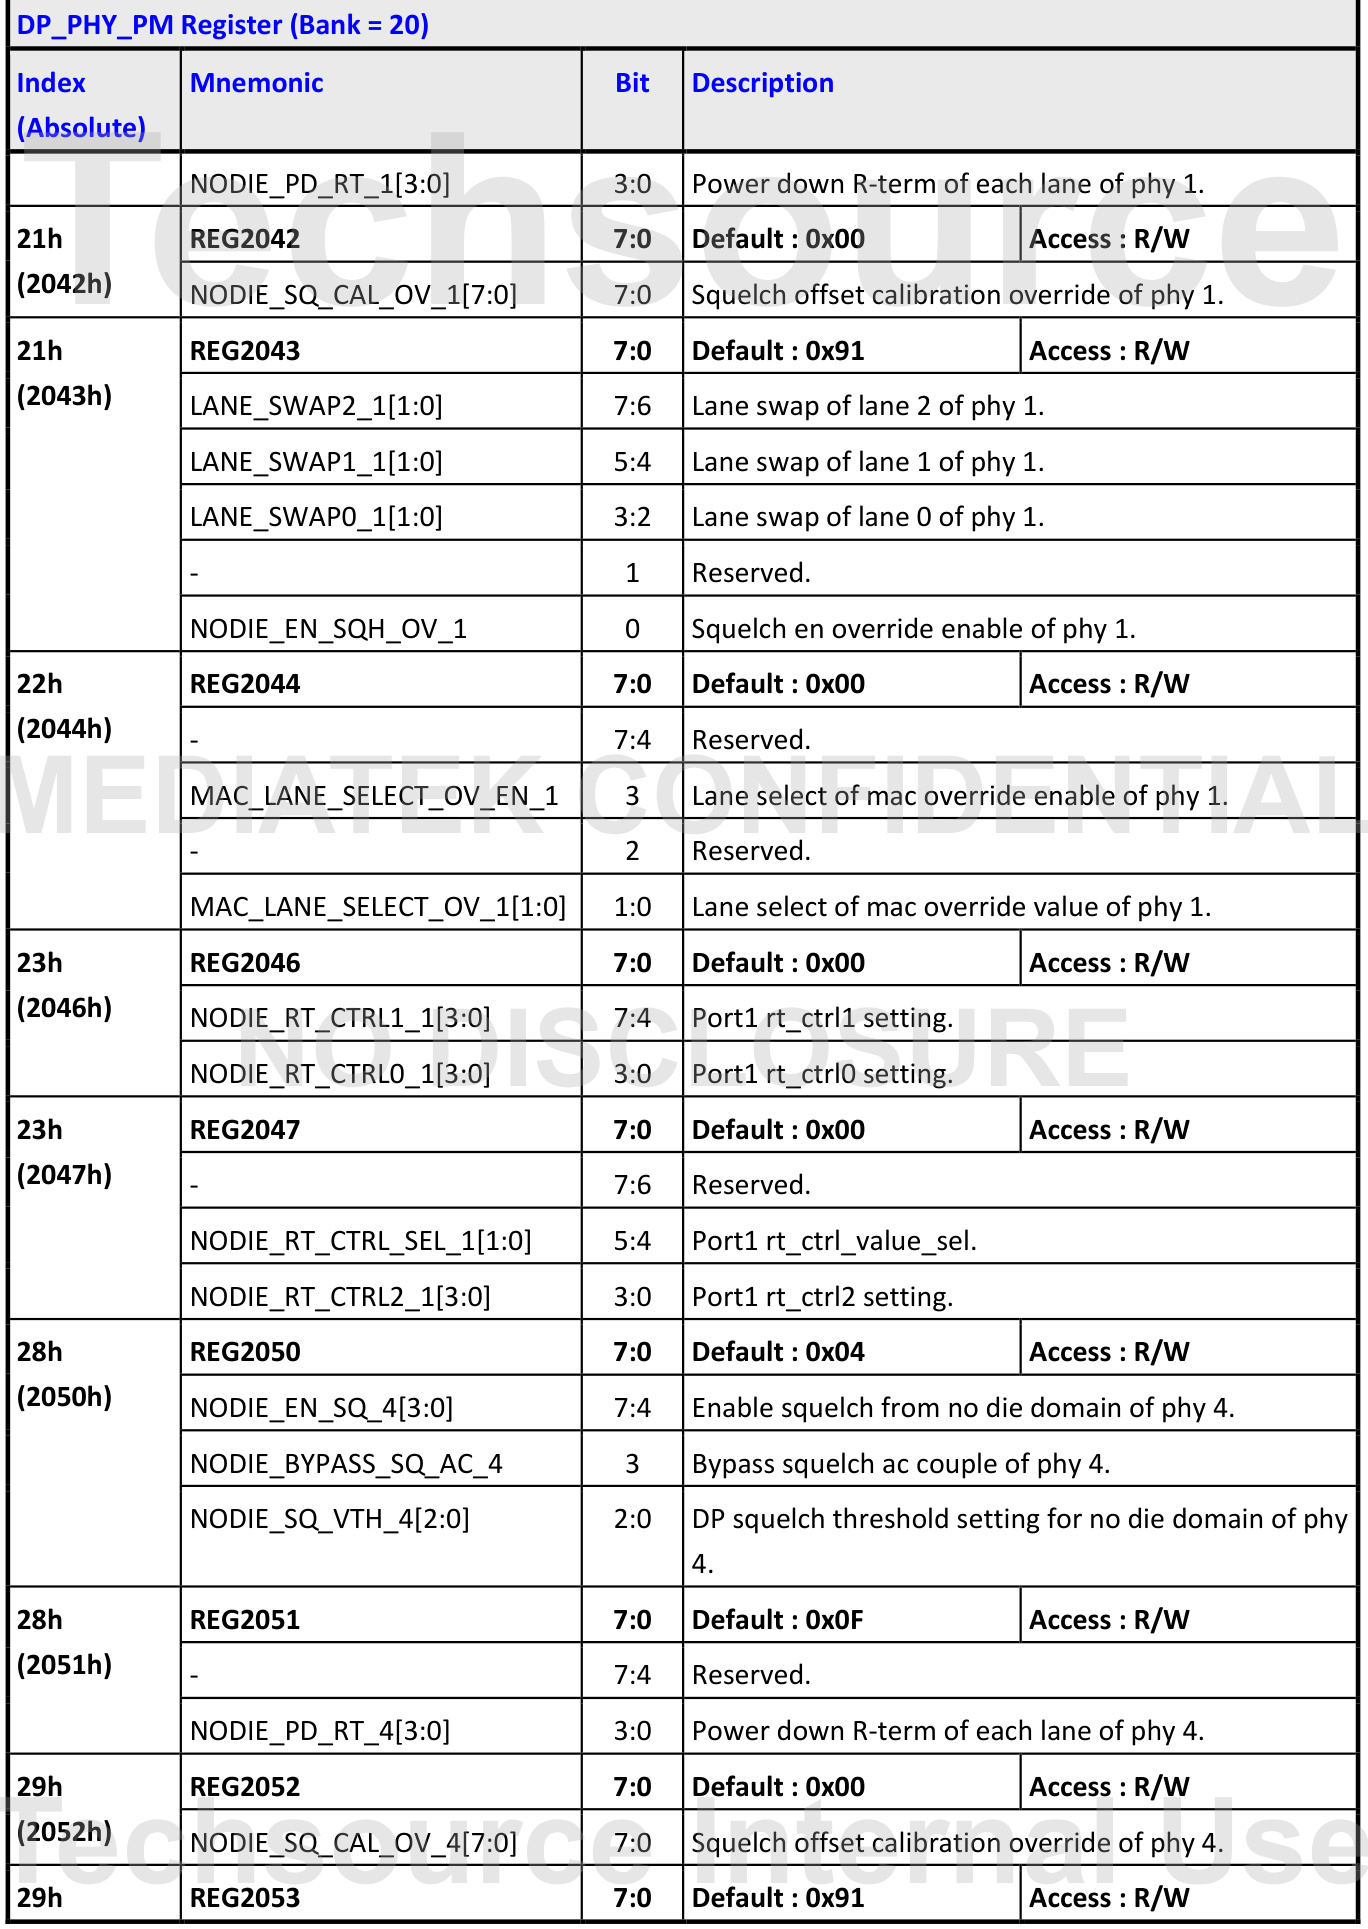 DP_PHY_PM Register (Bank = 20)
Index (Absolute) Mnemonic Bit Description
NODIE_PD_RT_1[3:0] 3:0 Power down R-term of each lane of phy 1.
Techsource
21h (2042h) REG2042 7:0 Default : 0x00 Access : R/W
NODIE_SQ_CAL_OV_1[7:0] 7:0 Squelch offset calibration override of phy 1.
21h (2043h) REG2043 7:0 Default : 0x91 Access : R/W
LANE_SWAP2_1[1:0] 7:6 Lane swap of lane 2 of phy 1.
LANE_SWAP1_1[1:0] 5:4 Lane swap of lane 1 of phy 1.
LANE_SWAP0_1[1:0] 3:2 Lane swap of lane 0 of phy 1.
- 1 Reserved.
NODIE_EN_SQH_OV_1 0 Squelch en override enable of phy 1.
22h (2044h) REG2044 7:0 Default : 0x00 Access : R/W
- 7:4 Reserved.
MEDIATEK CONFIDENTIAL
MAC_LANE_SELECT_OV_EN_1 3 Lane select of mac override enable of phy 1.
- 2 Reserved.
MAC_LANE_SELECT_OV_1[1:0] 1:0 Lane select of mac override value of phy 1.
23h (2046h) REG2046 7:0 Default : 0x00 Access : R/W
NODIE_RT_CTRL1_1[3:0] 7:4 Port1 rt_ctrl1 setting.
NO DISCLOSURE
NODIE_RT_CTRL0_1[3:0] 3:0 Port1 rt_ctrl0 setting.
23h (2047h) REG2047 7:0 Default : 0x00 Access : R/W
- 7:6 Reserved.
NODIE_RT_CTRL_SEL_1[1:0] 5:4 Port1 rt_ctrl_value_sel.
NODIE_RT_CTRL2_1[3:0] 3:0 Port1 rt_ctrl2 setting.
28h (2050h) REG2050 7:0 Default : 0x04 Access : R/W
NODIE_EN_SQ_4[3:0] 7:4 Enable squelch from no die domain of phy 4.
NODIE_BYPASS_SQ_AC_4 3 Bypass squelch ac couple of phy 4.
NODIE_SQ_VTH_4[2:0] 2:0 DP squelch threshold setting for no die domain of phy
4.
28h (2051h) REG2051 7:0 Default : 0x0F Access : R/W
- 7:4 Reserved.
NODIE_PD_RT_4[3:0] 3:0 Power down R-term of each lane of phy 4.
29h (2052h) REG2052 7:0 Default : 0x00 Access : R/W
NODIE_SQ_CAL_OV_4[7:0] 7:0 Squelch offset calibration override of phy 4.
Techsource Internal Use
29h REG2053 7:0 Default : 0x91 Access : R/W